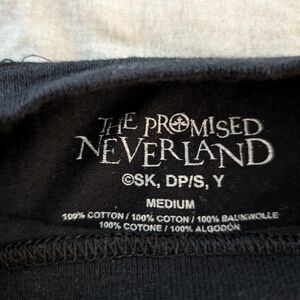 THE PROMISED
NEVERLAND
©SK, DP/S, Y
MEDIUM
100% COTTON / 100% COTON / 100% BAUMWOLLE
100% COTONE / 100% ALGODÓN